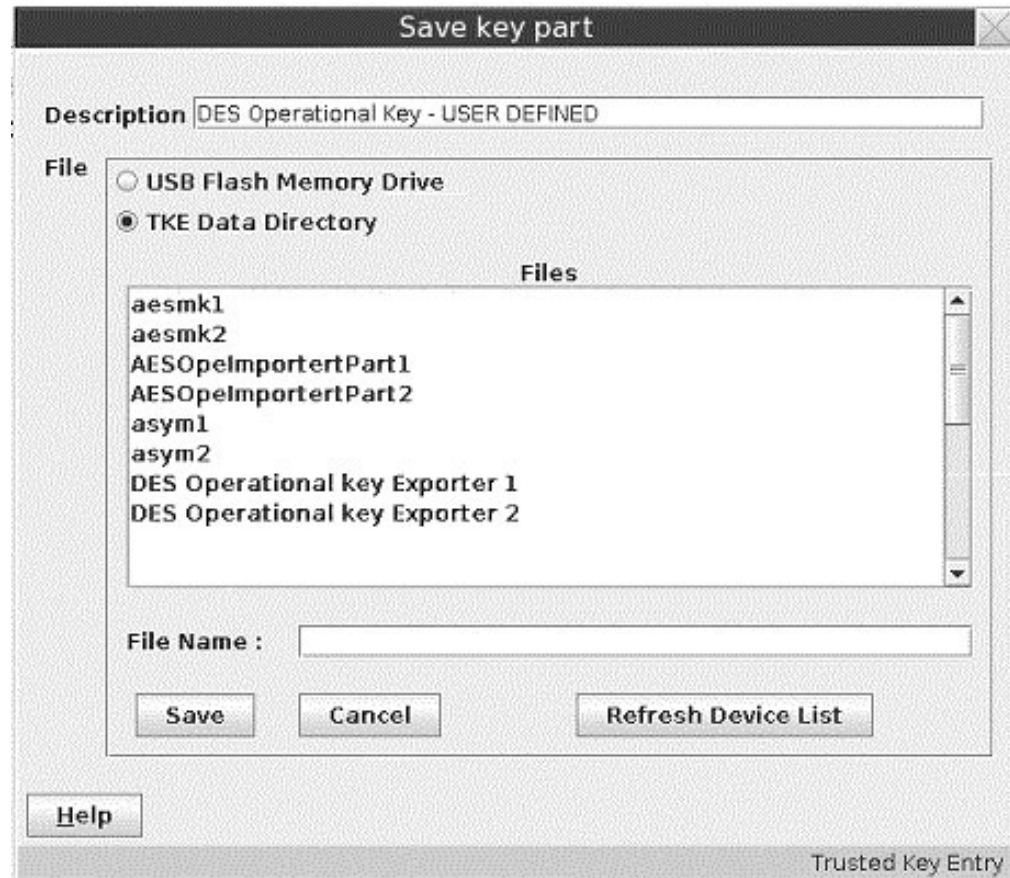 Save key part
Description DES Operational Key - USER DEFINED
File
USB Flash Memory Drive
TKE Data Directory
Files
aesmk1
aesmk2
AESOpeImportertPart1
AESOpeImportertPart2
asym1
asym2
DES Operational key Exporter 1
DES Operational key Exporter 2
File Name :
Save Cancel Refresh Device List
Help
Trusted Key Entry